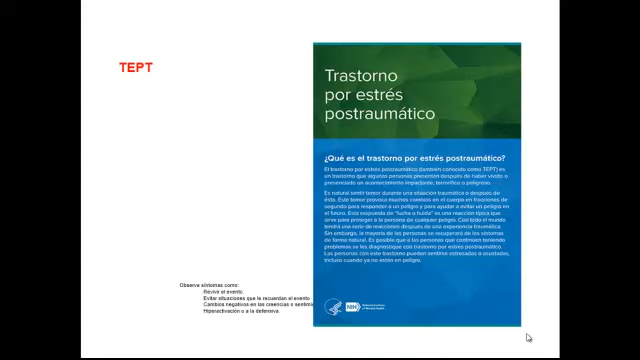 TEPT
Trastorno
por estrés
postraumático
¿Qué es el trastorno por estrés postraumático?
El trastorno por estrés postraumático (también conocido como TEPT) es
un trastorno que algunas personas presentan después de haber vivido o
presenciado un acontecimiento impactante, terrorífico o peligroso.
Es natural sentir temor durante una situación traumática o después de
ésta. Este temor provoca muchos cambios en el cuerpo en fracciones de
segundo para responder a un peligro y para ayudar a evitar un peligro en
el futuro. Esta respuesta de "lucha o huida" es una reacción típica que
sirve para proteger a la persona de cualquier peligro. Casi todo el mundo
tendrá una serie de reacciones después de una experiencia traumática.
Sin embargo, la mayoría de las personas se recuperará de los síntomas
de forma natural. Es posible que a las personas que continúen teniendo
problemas se les diagnostique con trastorno por estrés postraumático.
Las personas con este trastorno pueden sentirse estresadas o asustadas,
incluso cuando ya no están en peligro.
Observa síntomas como:
Revivir el evento.
Evitar situaciones que le recuerdan el evento
Cambios negativos en las creencias o sentimie
Hiperactivación o a la defensiva.
NIH
National Institute
of Mental Health